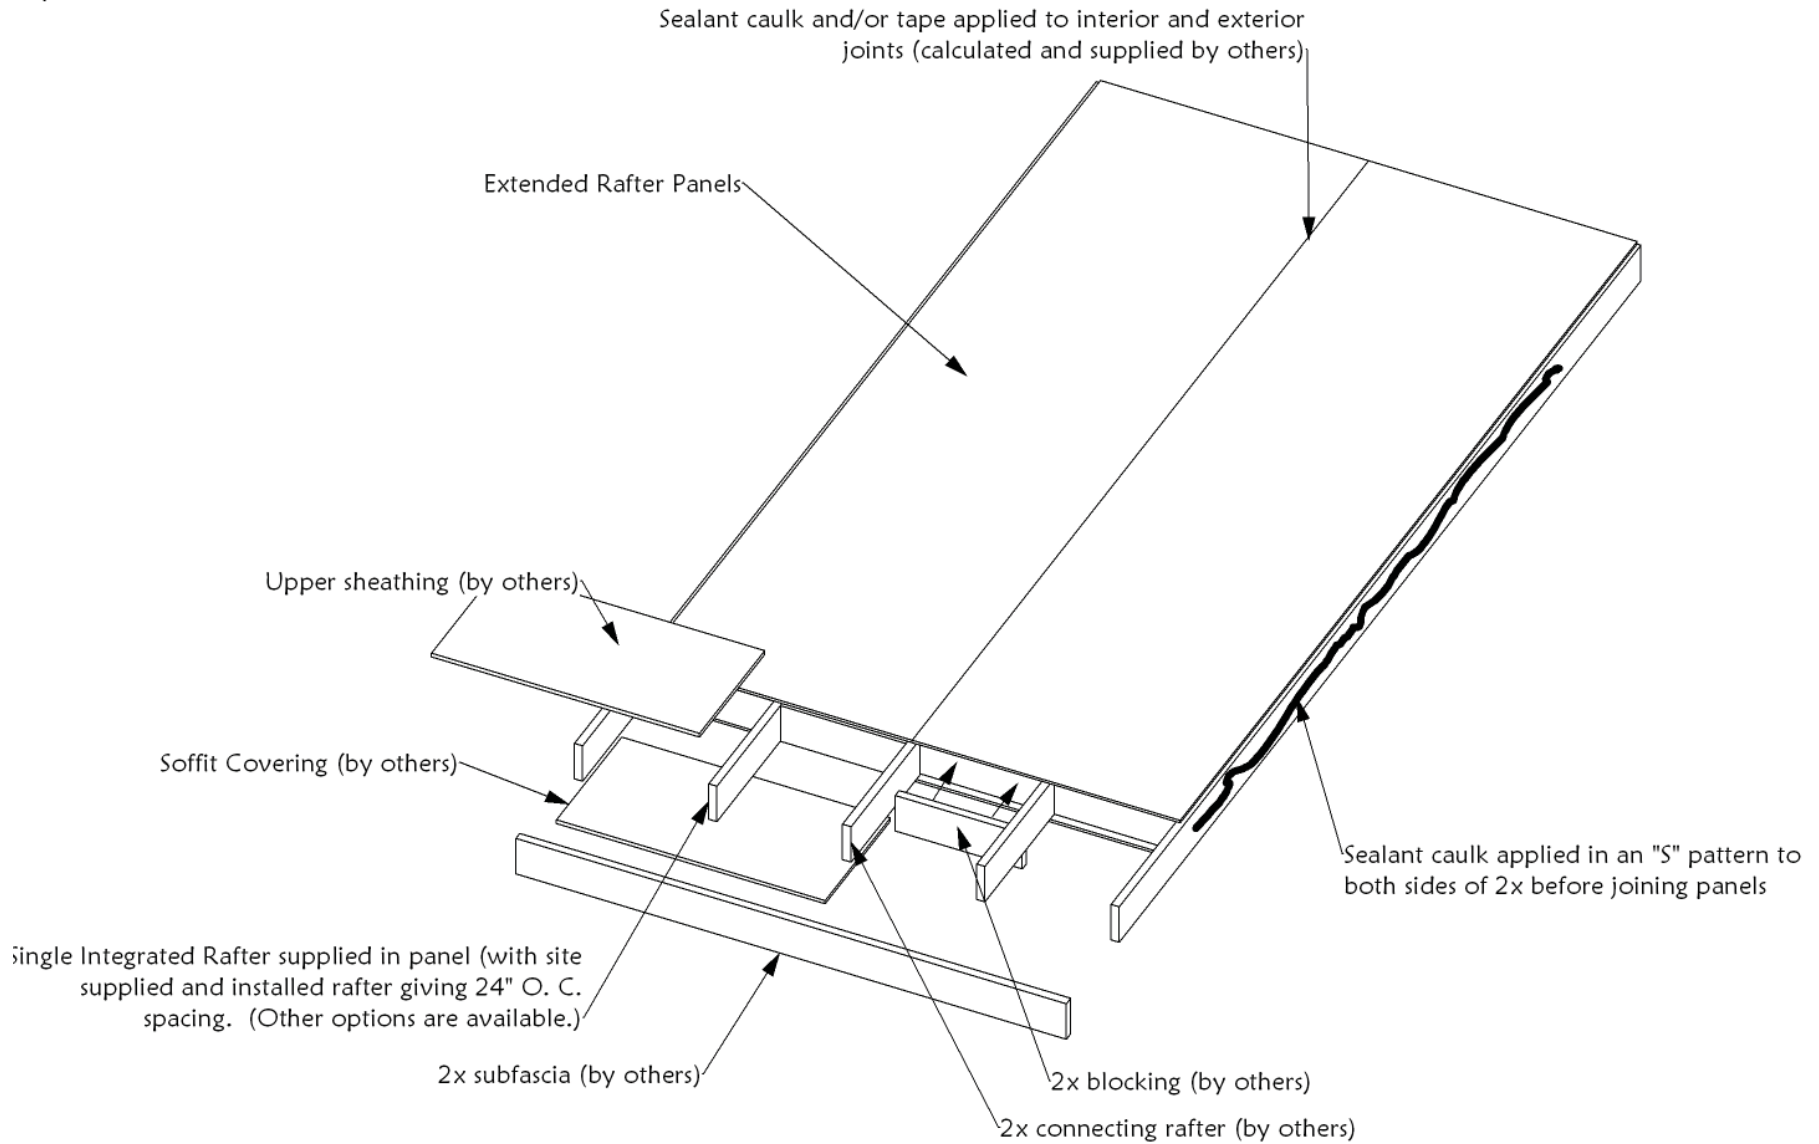 Sealant caulk and/or tape applied to interior and exterior
joints (calculated and supplied by others)
Extended Rafter Panels
Upper sheathing (by others)
Soffit Covering (by others)
Sealant caulk applied in an "S" pattern to
both sides of 2x before joining panels
Single Integrated Rafter supplied in panel (with site
supplied and installed rafter giving 24" O. C.
spacing. (Other options are available.)
2x subfascia (by others)
2x blocking (by others)
2x connecting rafter (by others)